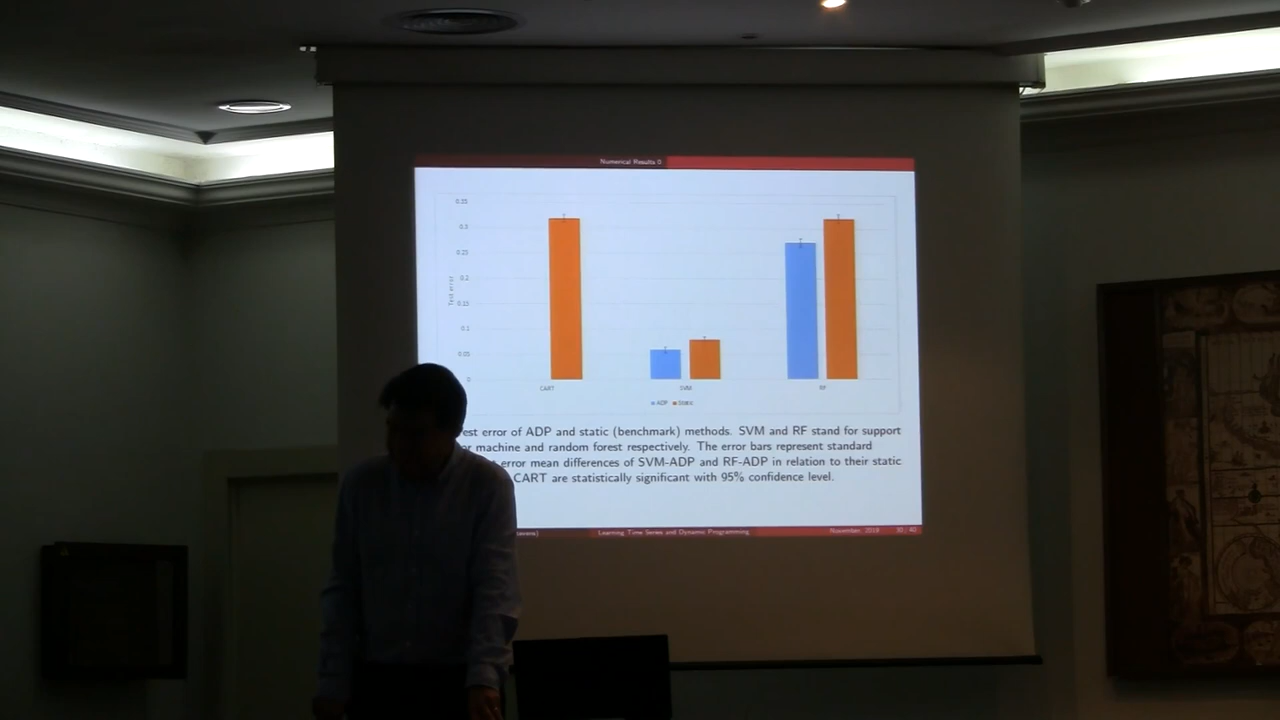 Numerical Results 0
0.35
0.3
0.25
0.2
0.15
0.1
0.05
0
Test error
CART SVM RF
ADP Static
est error of ADP and static (benchmark) methods. SVM and RF stand for support
r machine and random forest respectively. The error bars represent standard
error mean differences of SVM-ADP and RF-ADP in relation to their static
CART are statistically significant with 95% confidence level.
Learning Time Series and Dynamic Programming November, 2019 30 / 40